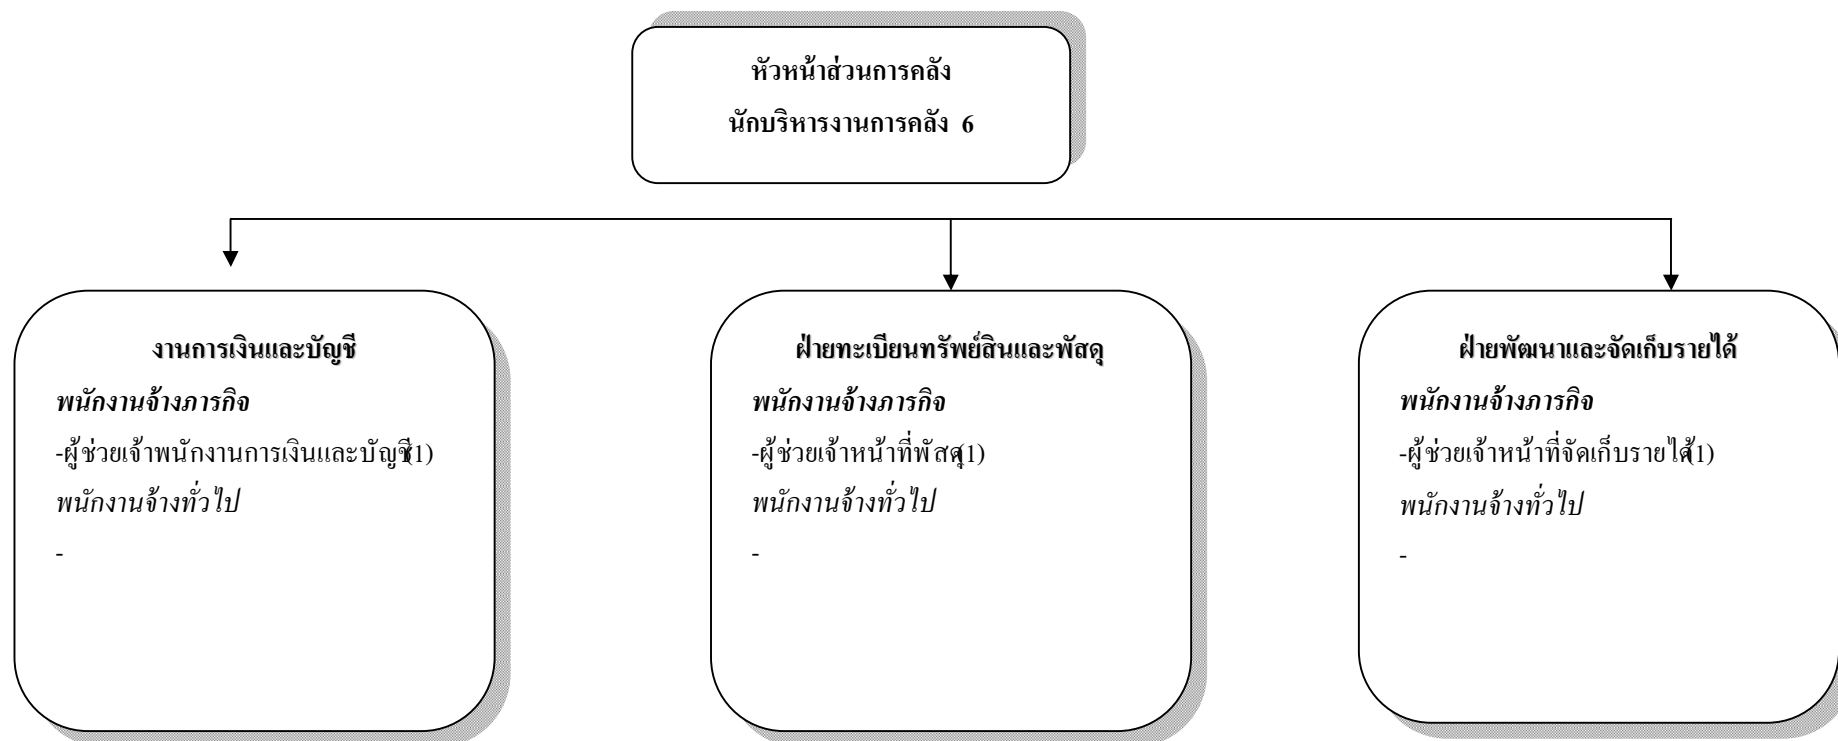 หัวหน้าส่วนการคลัง
นักบริหารงานการคลัง 6
งานการเงินและบัญชี
พนักงานจ้างภารกิจ
-ผู้ช่วยเจ้าพนักงานการเงินและบัญชี(1)
พนักงานจ้างทั่วไป
-
ฝ่ายทะเบียนทรัพย์สินและพัสดุ
พนักงานจ้างภารกิจ
-ผู้ช่วยเจ้าหน้าที่พัสดุ(1)
พนักงานจ้างทั่วไป
-
ฝ่ายพัฒนาและจัดเก็บรายได้
พนักงานจ้างภารกิจ
-ผู้ช่วยเจ้าหน้าที่จัดเก็บรายได้(1)
พนักงานจ้างทั่วไป
-